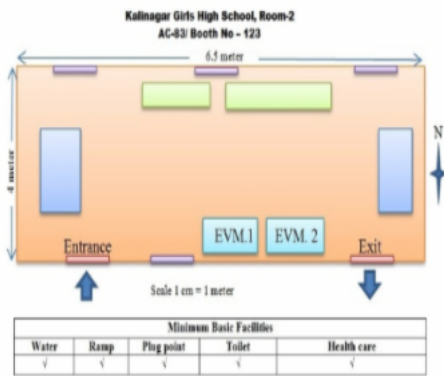 Kalinagar Girls High School, Room-2
AC-83/ Booth No – 123
6.5 meter
4 meter
N
EVM.1 EVM. 2
Entrance Exit
Scale 1 cm = 1 meter
Minimum Basic Facilities
Water Ramp Plug point Toilet Health care
√ √ √ √ √